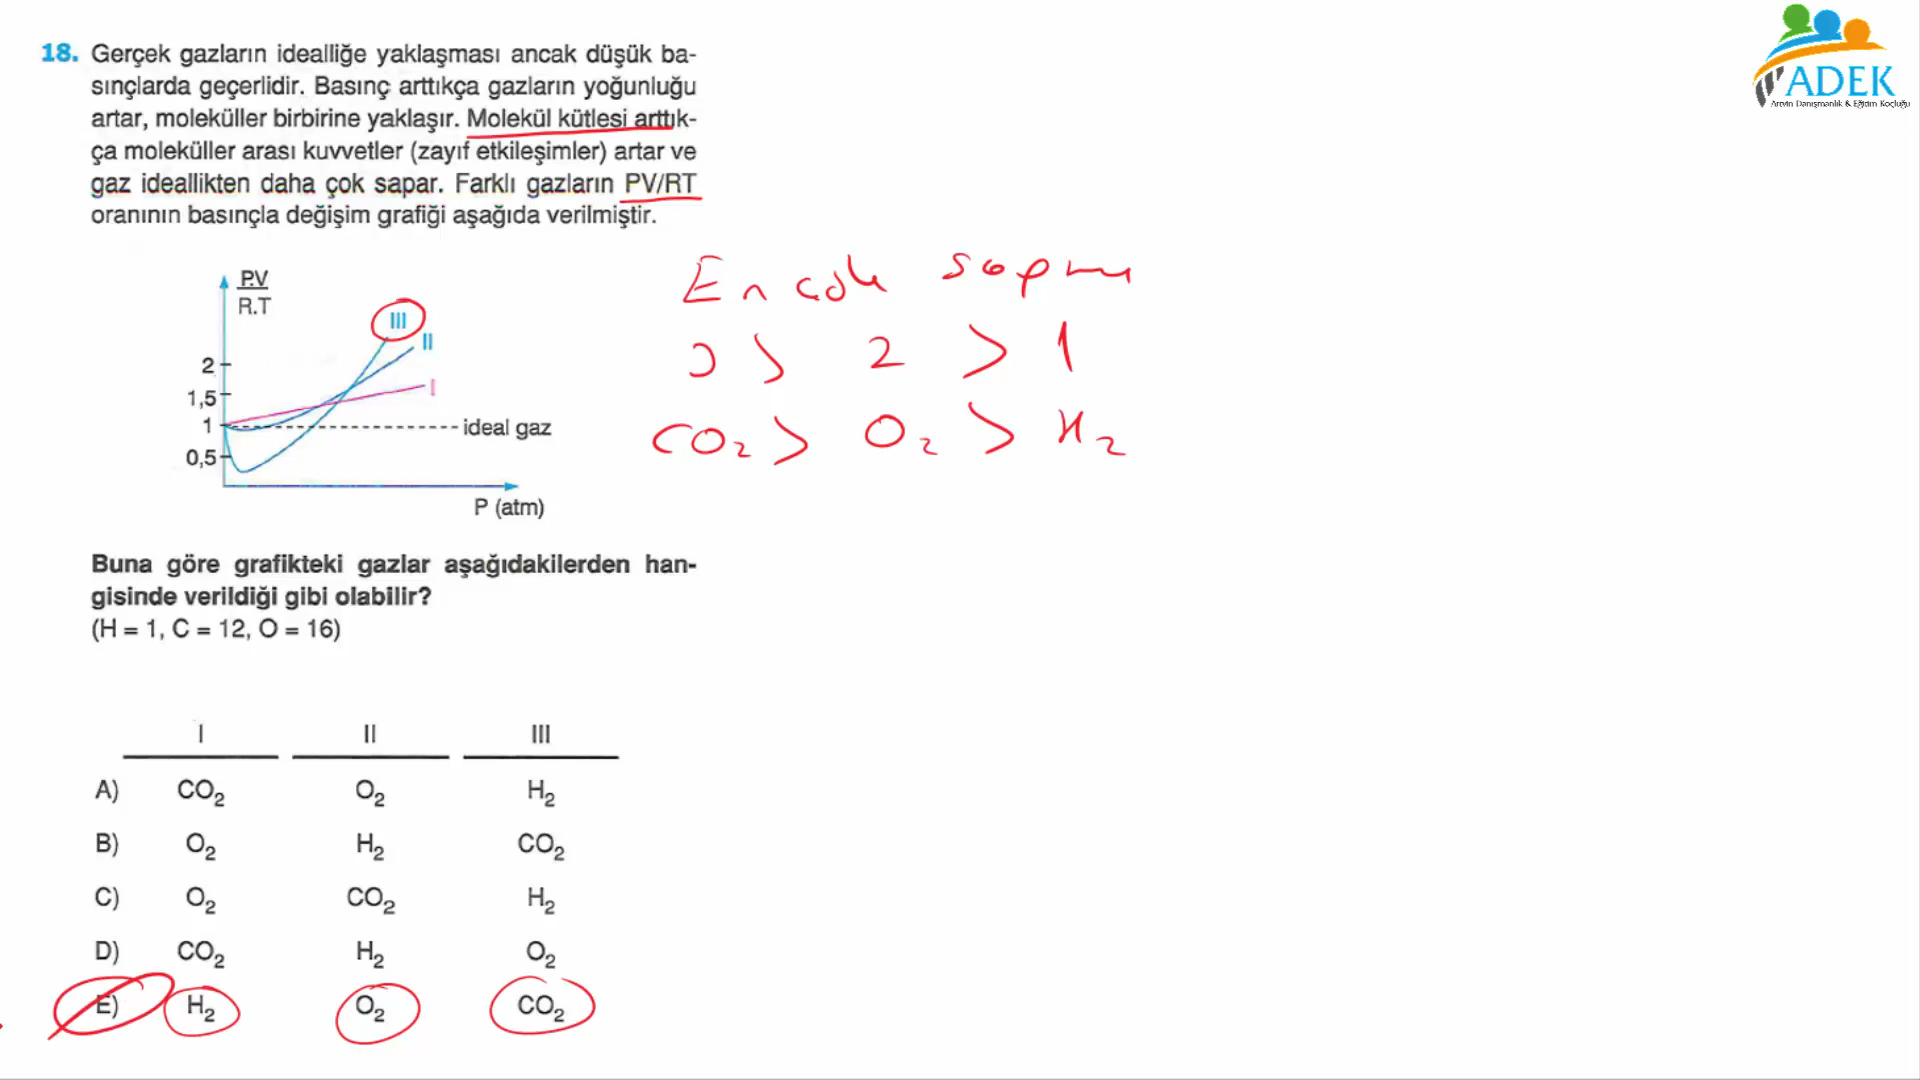 18. Gerçek gazların idealliğe yaklaşması ancak düşük ba-
sınçlarda geçerlidir. Basınç arttıkça gazların yoğunluğu
artar, moleküller birbirine yaklaşır. Molekül kütlesi arttık-
ça moleküller arası kuvvetler (zayıf etkileşimler) artar ve
gaz ideallikten daha çok sapar. Farklı gazların PV/RT
oranının basınçla değişim grafiği aşağıda verilmiştir.
P.V
R.T
III
II
2
I
1,5
1
ideal gaz
0,5
P (atm)
En çok sapma
3 > 2 > 1
CO2 > O2 > H2
Buna göre grafikteki gazlar aşağıdakilerden han-
gisinde verildiği gibi olabilir?
(H = 1, C = 12, O = 16)
I II III
A) CO2 O2 H2
B) O2 H2 CO2
C) O2 CO2 H2
D) CO2 H2 O2
E) H2 O2 CO2
ADEK
Artvin Danışmanlık & Eğitim Koçluğu